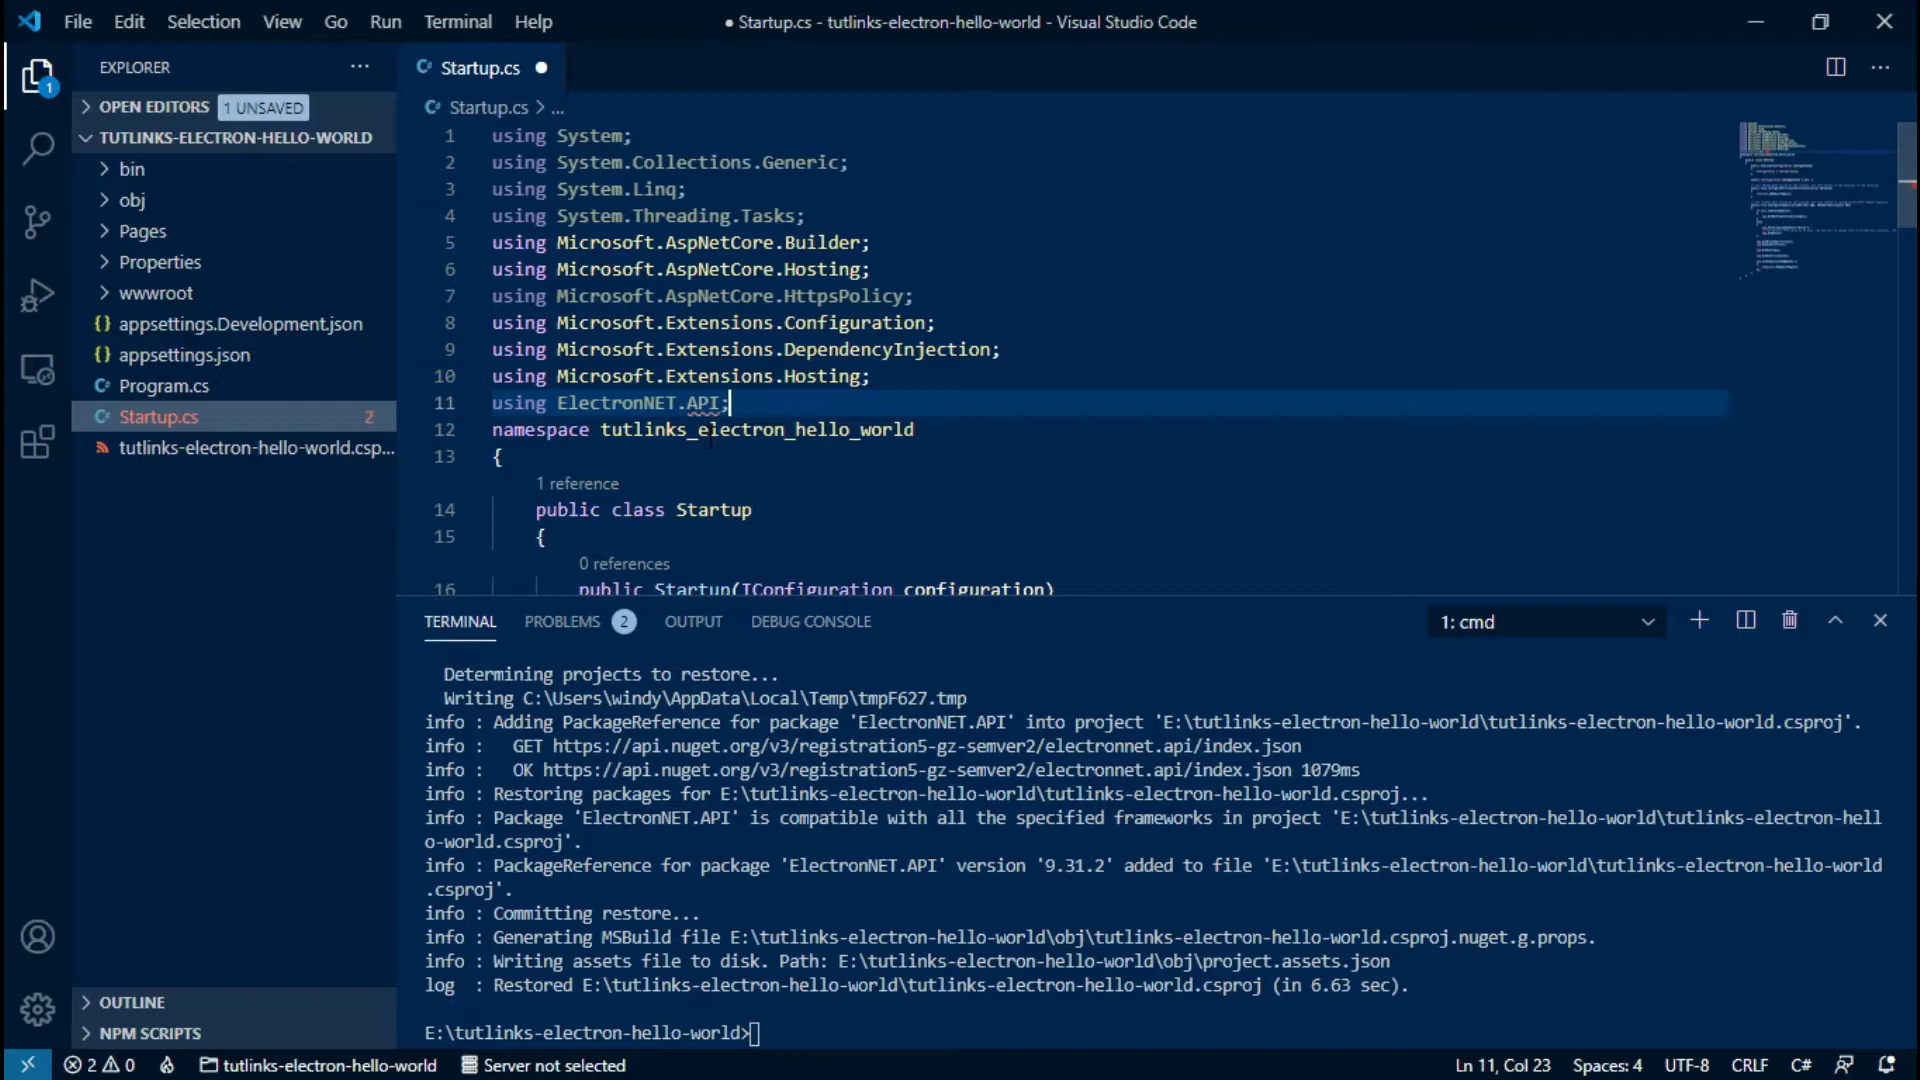 File Edit Selection View Go Run Terminal Help
● Startup.cs - tutlinks-electron-hello-world - Visual Studio Code
EXPLORER
OPEN EDITORS 1 UNSAVED
TUTLINKS-ELECTRON-HELLO-WORLD
bin
obj
Pages
Properties
wwwroot
{} appsettings.Development.json
{} appsettings.json
Program.cs
Startup.cs 2
tutlinks-electron-hello-world.csp...
OUTLINE
NPM SCRIPTS
1
Startup.cs
Startup.cs > ...
1 using System;
2 using System.Collections.Generic;
3 using System.Linq;
4 using System.Threading.Tasks;
5 using Microsoft.AspNetCore.Builder;
6 using Microsoft.AspNetCore.Hosting;
7 using Microsoft.AspNetCore.HttpsPolicy;
8 using Microsoft.Extensions.Configuration;
9 using Microsoft.Extensions.DependencyInjection;
10 using Microsoft.Extensions.Hosting;
11 using ElectronNET.API;
12 namespace tutlinks_electron_hello_world
13 {
1 reference
14 public class Startup
15 {
0 references
16 public Startup(IConfiguration configuration)
TERMINAL PROBLEMS 2 OUTPUT DEBUG CONSOLE 1: cmd
Determining projects to restore...
Writing C:\Users\windy\AppData\Local\Temp\tmpF627.tmp
info : Adding PackageReference for package 'ElectronNET.API' into project 'E:\tutlinks-electron-hello-world\tutlinks-electron-hello-world.csproj'.
info :   GET https://api.nuget.org/v3/registration5-gz-semver2/electronnet.api/index.json
info :   OK https://api.nuget.org/v3/registration5-gz-semver2/electronnet.api/index.json 1079ms
info : Restoring packages for E:\tutlinks-electron-hello-world\tutlinks-electron-hello-world.csproj...
info : Package 'ElectronNET.API' is compatible with all the specified frameworks in project 'E:\tutlinks-electron-hello-world\tutlinks-electron-hell
o-world.csproj'.
info : PackageReference for package 'ElectronNET.API' version '9.31.2' added to file 'E:\tutlinks-electron-hello-world\tutlinks-electron-hello-world
.csproj'.
info : Committing restore...
info : Generating MSBuild file E:\tutlinks-electron-hello-world\obj\tutlinks-electron-hello-world.csproj.nuget.g.props.
info : Writing assets file to disk. Path: E:\tutlinks-electron-hello-world\obj\project.assets.json
log  : Restored E:\tutlinks-electron-hello-world\tutlinks-electron-hello-world.csproj (in 6.63 sec).
E:\tutlinks-electron-hello-world>
2 0 tutlinks-electron-hello-world Server not selected Ln 11, Col 23 Spaces: 4 UTF-8 CRLF C#